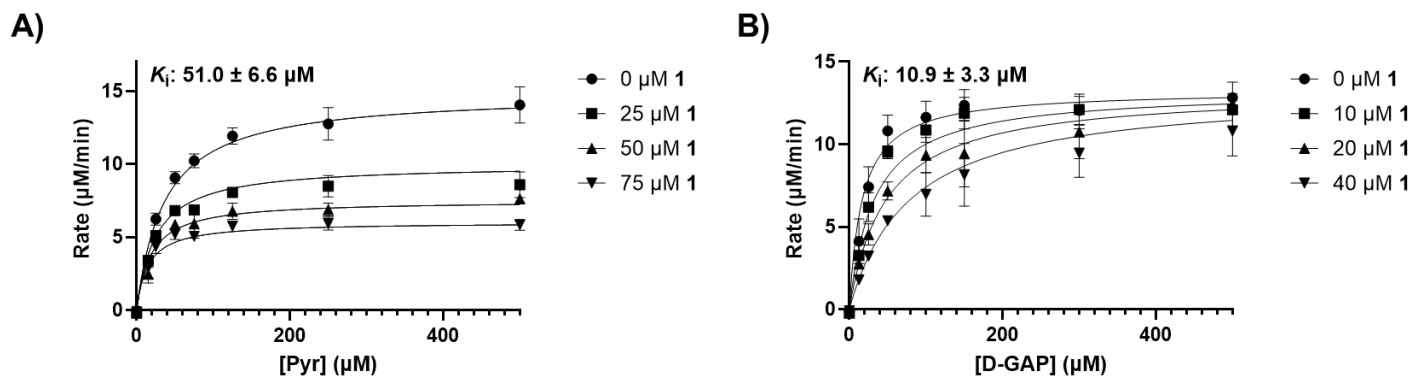 A)
Ki: 51.0 ± 6.6 µM
Rate (µM/min)
15
10
5
0
0
200
400
[Pyr] (µM)
0 µM 1
25 µM 1
50 µM 1
75 µM 1
B)
Ki: 10.9 ± 3.3 µM
Rate (µM/min)
15
10
5
0
0
200
400
[D-GAP] (µM)
0 µM 1
10 µM 1
20 µM 1
40 µM 1